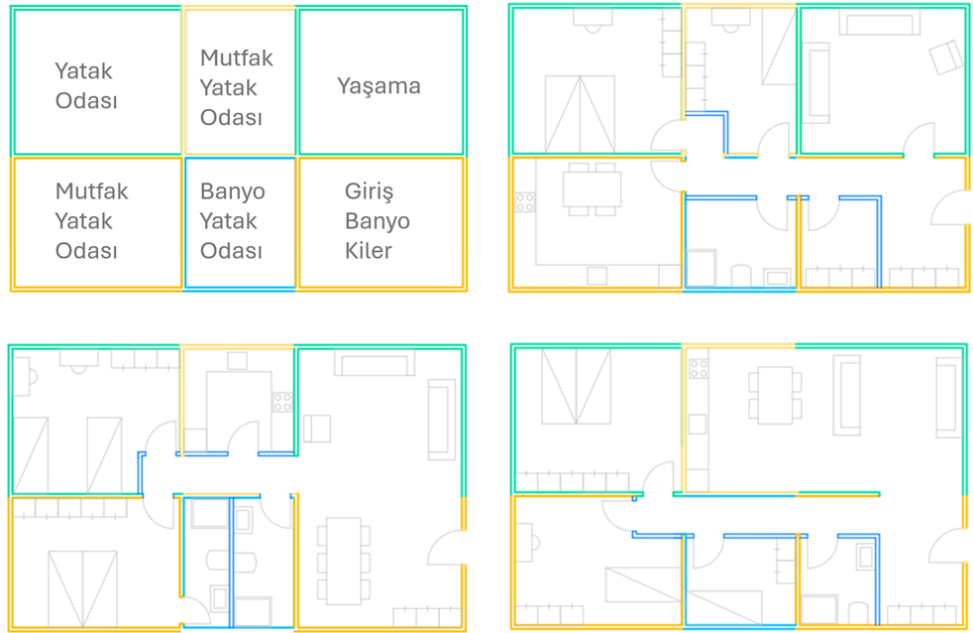 Yatak
Odası
Mutfak
Yatak
Odası
Yaşama
Mutfak
Yatak
Odası
Banyo
Yatak
Odası
Giriş
Banyo
Kiler